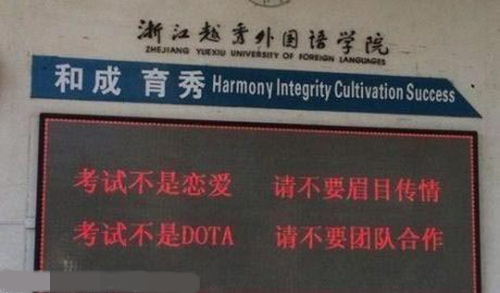 浙江越秀外国语学院
ZHEJIANG YUEXIU UNIVERSITY OF FOREIGN LANGUAGES
和成 育秀 Harmony Integrity Cultivation Success
考试不是恋爱 请不要眉目传情
考试不是DOTA 请不要团队合作